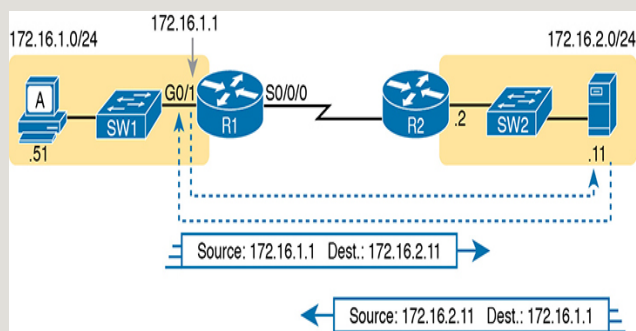 172.16.1.1
172.16.1.0/24
172.16.2.0/24
A
G0/1
S0/0/0
SW1
R1
R2
.2
SW2
.51
.11
Source: 172.16.1.1 Dest.: 172.16.2.11
Source: 172.16.2.11 Dest.: 172.16.1.1